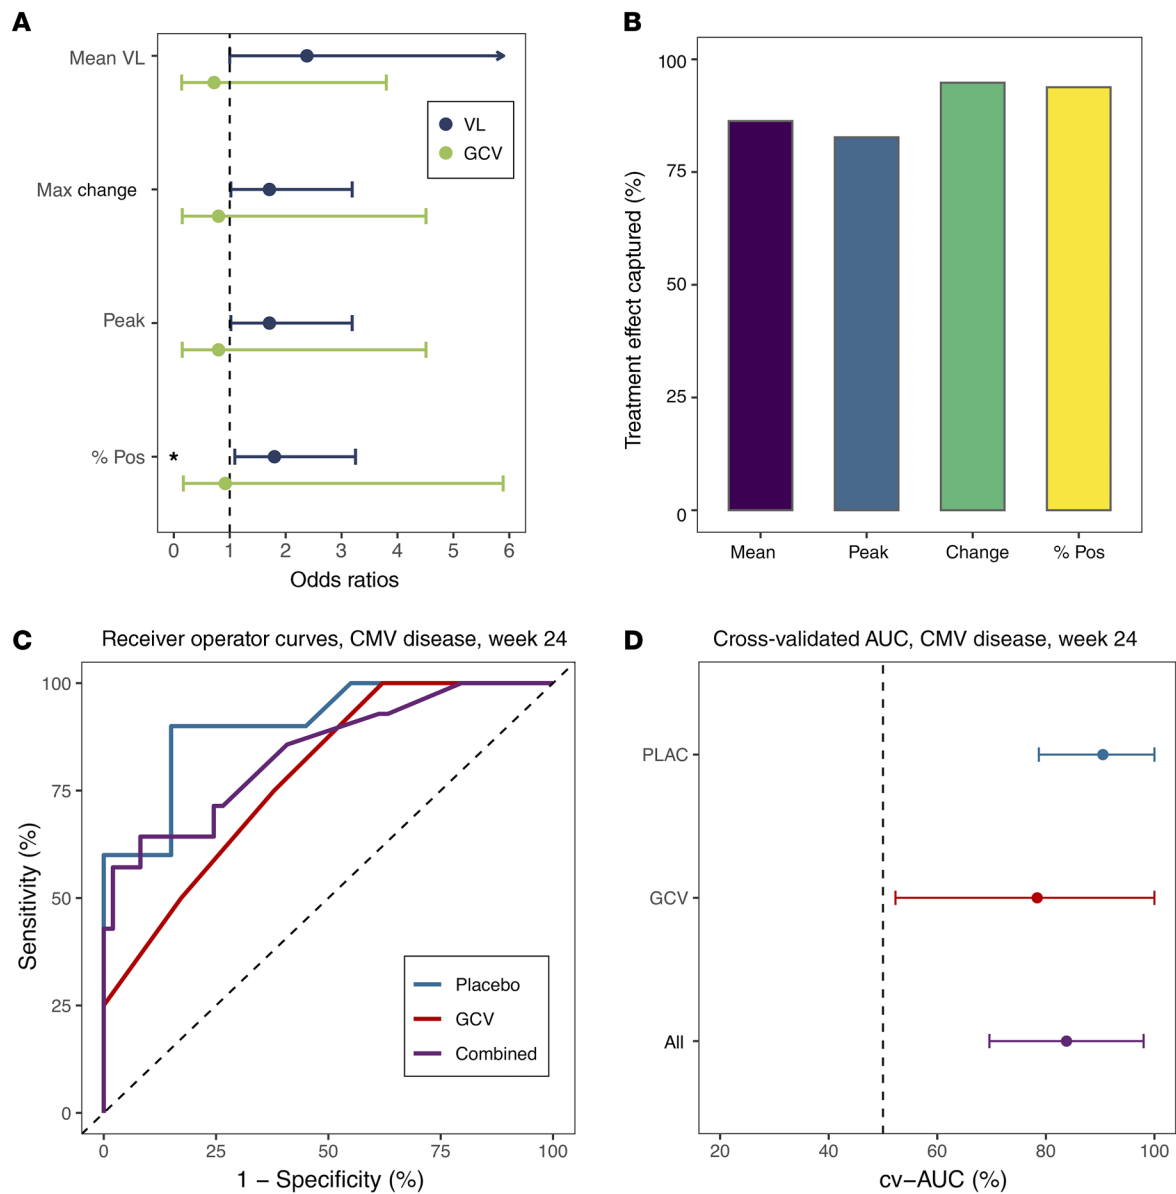 A
Mean VL
Max change
Peak
% Pos
*
VL
GCV
0 1 2 3 4 5 6
Odds ratios
B
Treatment effect captured (%)
100
75
50
25
0
Mean Peak Change % Pos
C
Receiver operator curves, CMV disease, week 24
Sensitivity (%)
100
75
50
25
0
Placebo
GCV
Combined
0 25 50 75 100
1 – Specificity (%)
D
Cross-validated AUC, CMV disease, week 24
PLAC
GCV
All
20 40 60 80 100
cv–AUC (%)